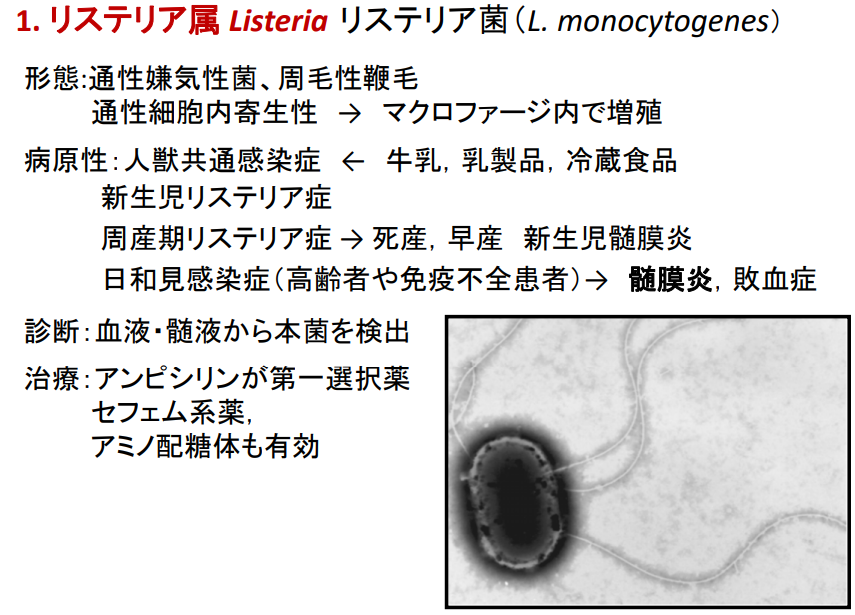 1. リステリア属 Listeria リステリア菌（L. monocytogenes）
形態:通性嫌気性菌、周毛性鞭毛
通性細胞内寄生性 → マクロファージ内で増殖
病原性：人獣共通感染症 ← 牛乳，乳製品，冷蔵食品
新生児リステリア症
周産期リステリア症→死産，早産　新生児髄膜炎
日和見感染症（高齢者や免疫不全患者）→ 髄膜炎，敗血症
診断：血液・髄液から本菌を検出
治療：アンピシリンが第一選択薬
セフェム系薬，
アミノ配糖体も有効